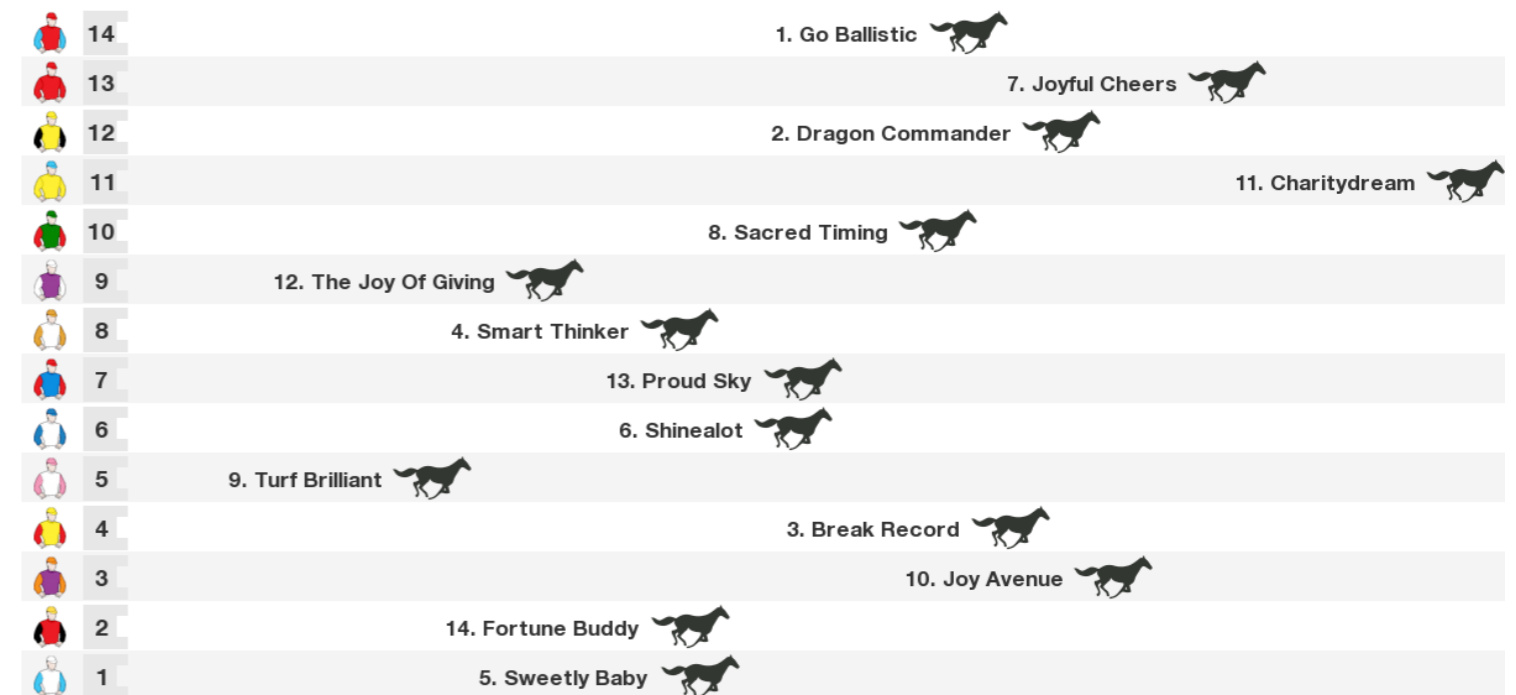 14 1. Go Ballistic
13 7. Joyful Cheers
12 2. Dragon Commander
11 11. Charitydream
10 8. Sacred Timing
9 12. The Joy Of Giving
8 4. Smart Thinker
7 13. Proud Sky
6 6. Shinealot
5 9. Turf Brilliant
4 3. Break Record
3 10. Joy Avenue
2 14. Fortune Buddy
1 5. Sweetly Baby